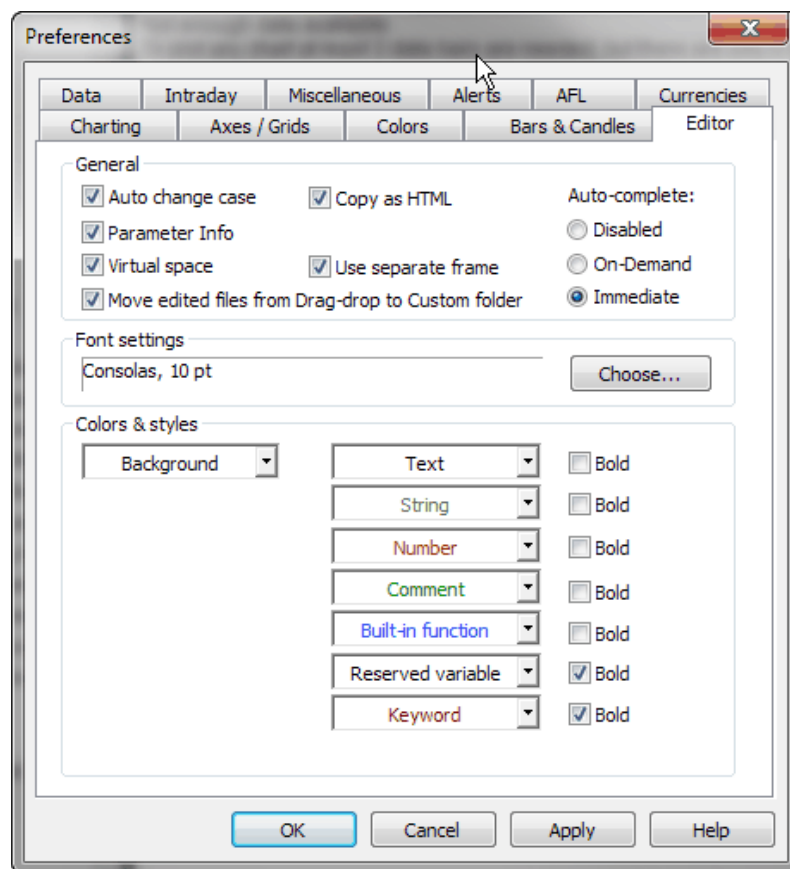 Preferences
Data Intraday Miscellaneous Alerts AFL Currencies
Charting Axes / Grids Colors Bars & Candles Editor
General
Auto change case Copy as HTML Auto-complete:
Parameter Info Disabled
Virtual space Use separate frame On-Demand
Move edited files from Drag-drop to Custom folder Immediate
Font settings
Consolas, 10 pt Choose...
Colors & styles
Background Text Bold
String Bold
Number Bold
Comment Bold
Built-in function Bold
Reserved variable Bold
Keyword Bold
OK Cancel Apply Help